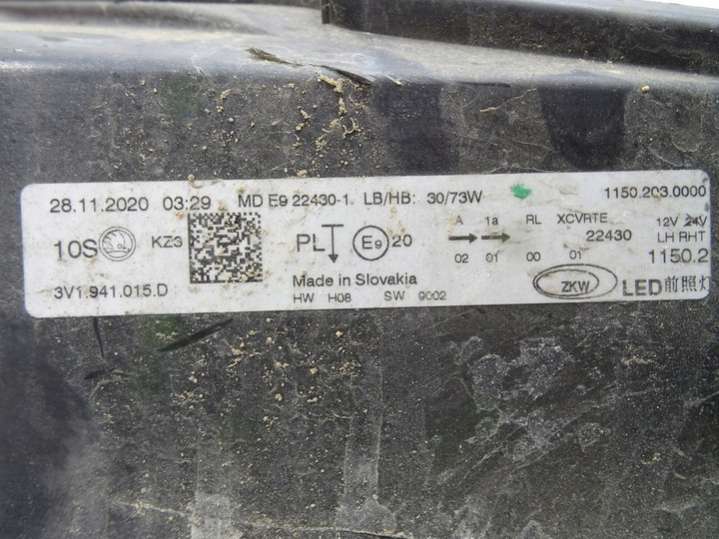 28.11.2020 03:29 MD E9 22430-1. LB/HB: 30/73W 1150.203.0000
10S KZ3 PL E9 20 A 1a RL XCVRTE 12V 24V
22430 LH RHT
02 01 00 01 1150.2
3V1.941.015.D Made in Slovakia ZKW LED前照灯
HW H08 SW 9002